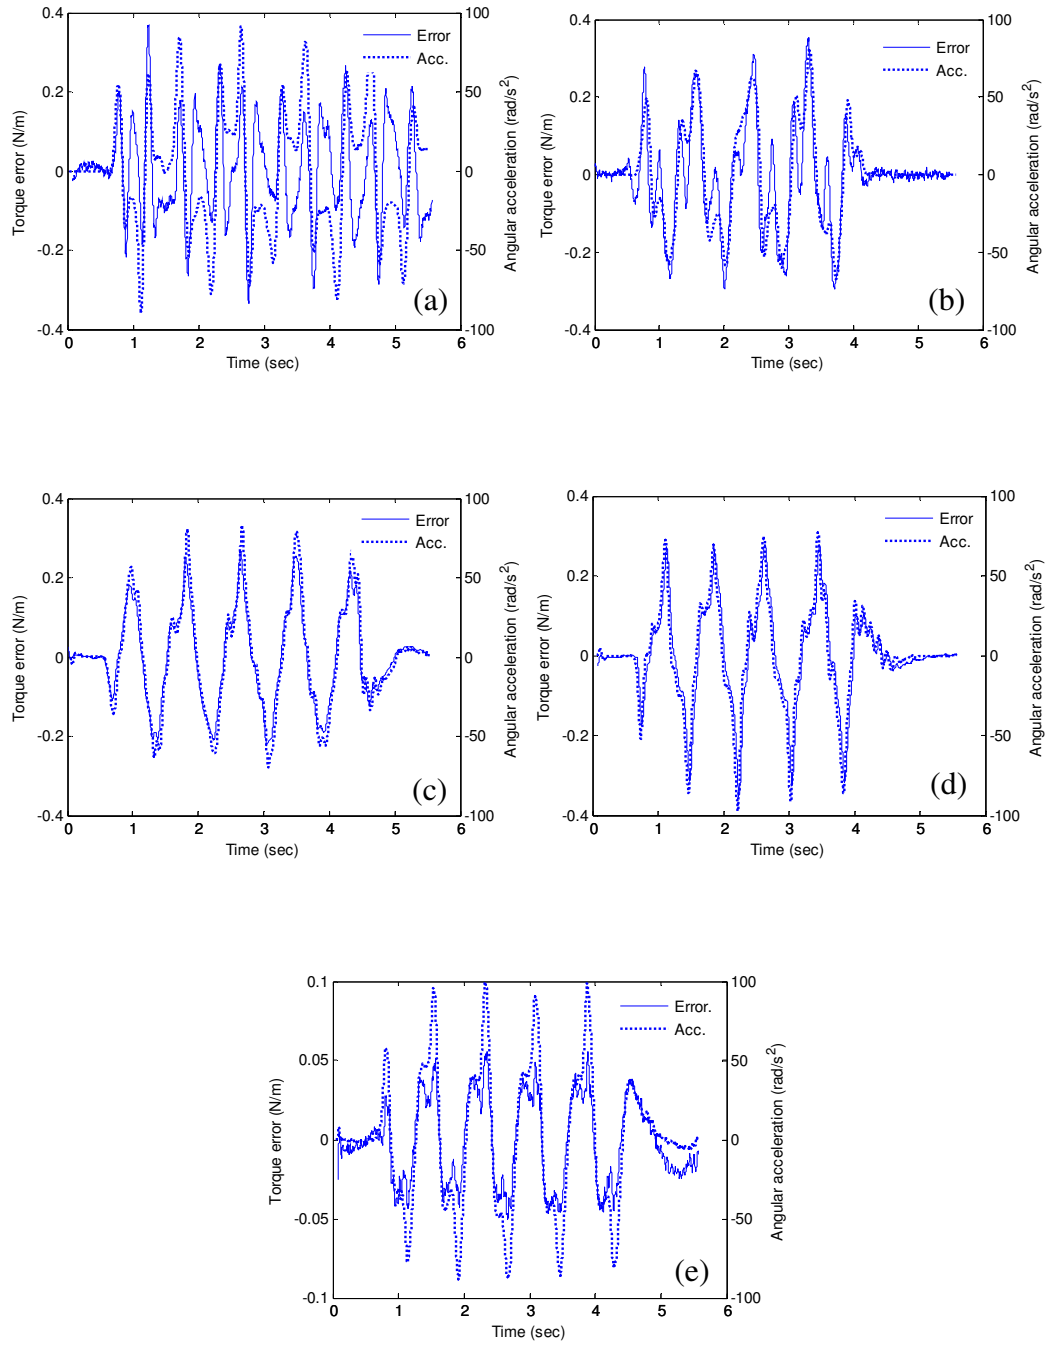 0.4
0.2
0
-0.2
-0.4
Torque error (N/m)
100
50
0
-50
-100
Angular acceleration (rad/s²)
Error
Acc.
(a)
0 1 2 3 4 5 6
Time (sec)
0.4
0.2
0
-0.2
-0.4
Torque error (N/m)
100
50
0
-50
-100
Angular acceleration (rad/s²)
Error
Acc.
(b)
0 1 2 3 4 5 6
Time (sec)
0.4
0.2
0
-0.2
-0.4
Torque error (N/m)
100
50
0
-50
-100
Angular acceleration (rad/s²)
Error
Acc.
(c)
0 1 2 3 4 5 6
Time (sec)
0.4
0.2
0
-0.2
-0.4
Torque error (N/m)
100
50
0
-50
-100
Angular acceleration (rad/s²)
Error
Acc.
(d)
0 1 2 3 4 5 6
Time (sec)
0.1
0.05
0
-0.05
-0.1
Torque error (N/m)
100
50
0
-50
-100
Angular acceleration (rad/s²)
Error.
Acc.
(e)
0 1 2 3 4 5 6
Time (sec)